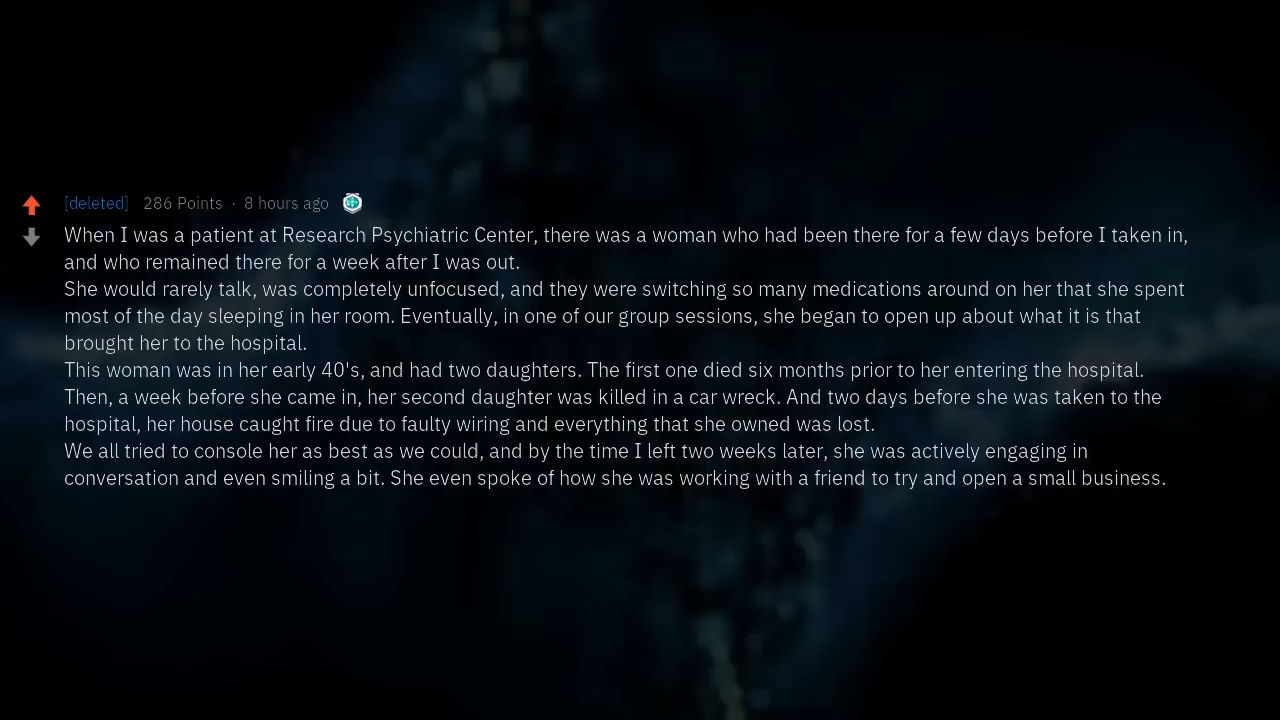 [deleted] 286 Points · 8 hours ago
When I was a patient at Research Psychiatric Center, there was a woman who had been there for a few days before I taken in,
and who remained there for a week after I was out.
She would rarely talk, was completely unfocused, and they were switching so many medications around on her that she spent
most of the day sleeping in her room. Eventually, in one of our group sessions, she began to open up about what it is that
brought her to the hospital.
This woman was in her early 40's, and had two daughters. The first one died six months prior to her entering the hospital.
Then, a week before she came in, her second daughter was killed in a car wreck. And two days before she was taken to the
hospital, her house caught fire due to faulty wiring and everything that she owned was lost.
We all tried to console her as best as we could, and by the time I left two weeks later, she was actively engaging in
conversation and even smiling a bit. She even spoke of how she was working with a friend to try and open a small business.